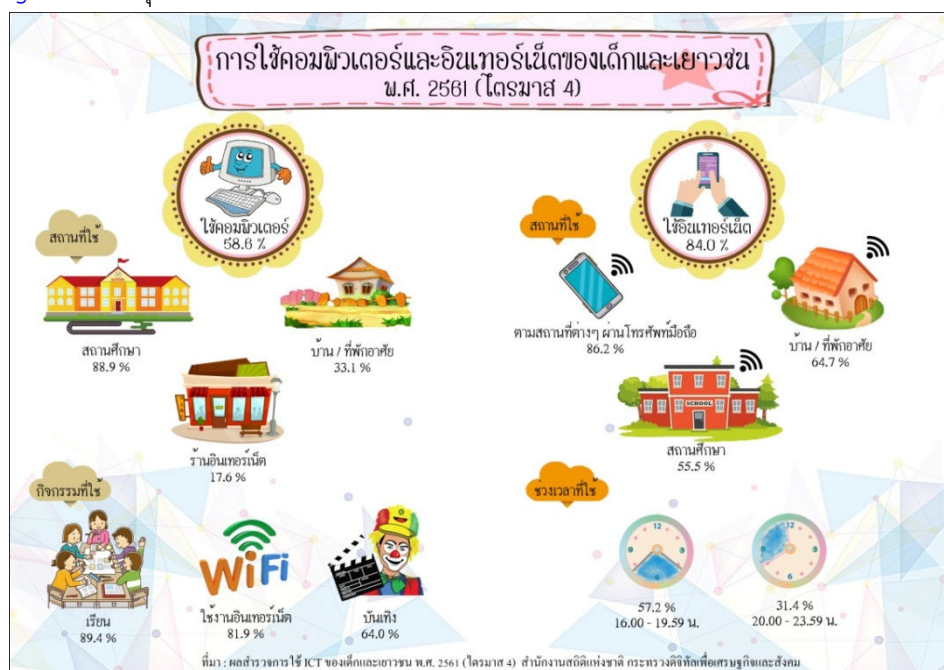 การใช้คอมพิวเตอร์และอินเทอร์เน็ตของเด็กและเยาวชน
พ.ศ. 2561 (ไตรมาส 4)
ใช้คอมพิวเตอร์
58.6 %
สถานที่ใช้
สถานศึกษา
88.9 %
บ้าน / ที่พักอาศัย
33.1 %
ร้านอินเทอร์เน็ต
17.6 %
กิจกรรมที่ใช้
เรียน
89.4 %
WiFi
ใช้งานอินเทอร์เน็ต
81.9 %
บันเทิง
64.0 %
ใช้อินเทอร์เน็ต
84.0 %
สถานที่ใช้
ตามสถานที่ต่างๆ ผ่านโทรศัพท์มือถือ
86.2 %
บ้าน / ที่พักอาศัย
64.7 %
SCHOOL
สถานศึกษา
55.5 %
ช่วงเวลาที่ใช้
12
9
3
57.2 %
16.00 - 19.59 น.
12
9
3
6
31.4 %
20.00 - 23.59 น.
ที่มา : ผลสำรวจการใช้ ICT ของเด็กและเยาวชน พ.ศ. 2561 (ไตรมาส 4) สำนักงานสถิติแห่งชาติ กระทรวงดิจิทัลเพื่อเศรษฐกิจและสังคม